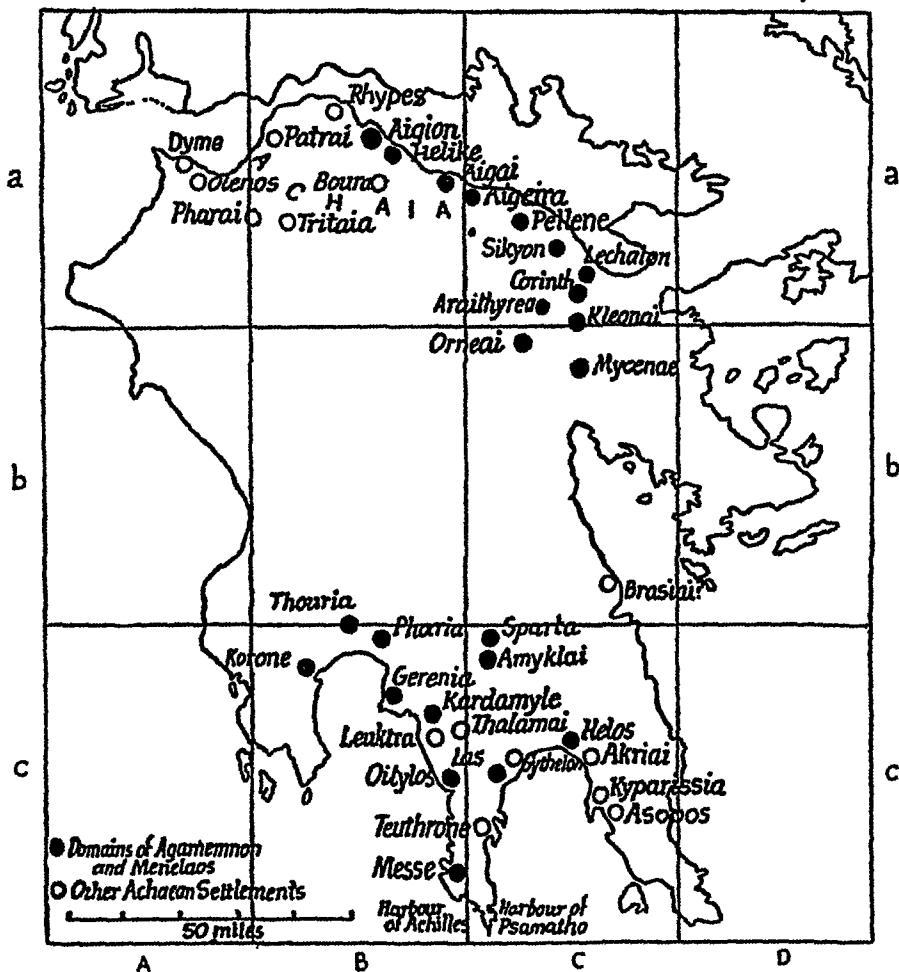 Rhypes
Dyme
Patrai
Aigion
Helike
a
Olenos
Boura
Aigai
a
ACHAIA
Aigeira
Pharai
Tritaia
Pellene
Sikyon
Lechaion
Corinth
Araithyrea
Kleonai
Orneai
Mycenae
b
b
Brasiai?
Thouria
Pharia
Sparta
Korone
Amyklai
Gerenia
Kardamyle
Thalamai
Leuktra
Helos
Las
Gytheion
Akriai
c
Oitylos
c
Kyparissia
Asopos
Teuthrone
Domains of Agamemnon
and Menelaos
Messe
Other Achaean Settlements
Harbour
of Achilles
Harbour of
Psamatho
50 miles
A
B
C
D